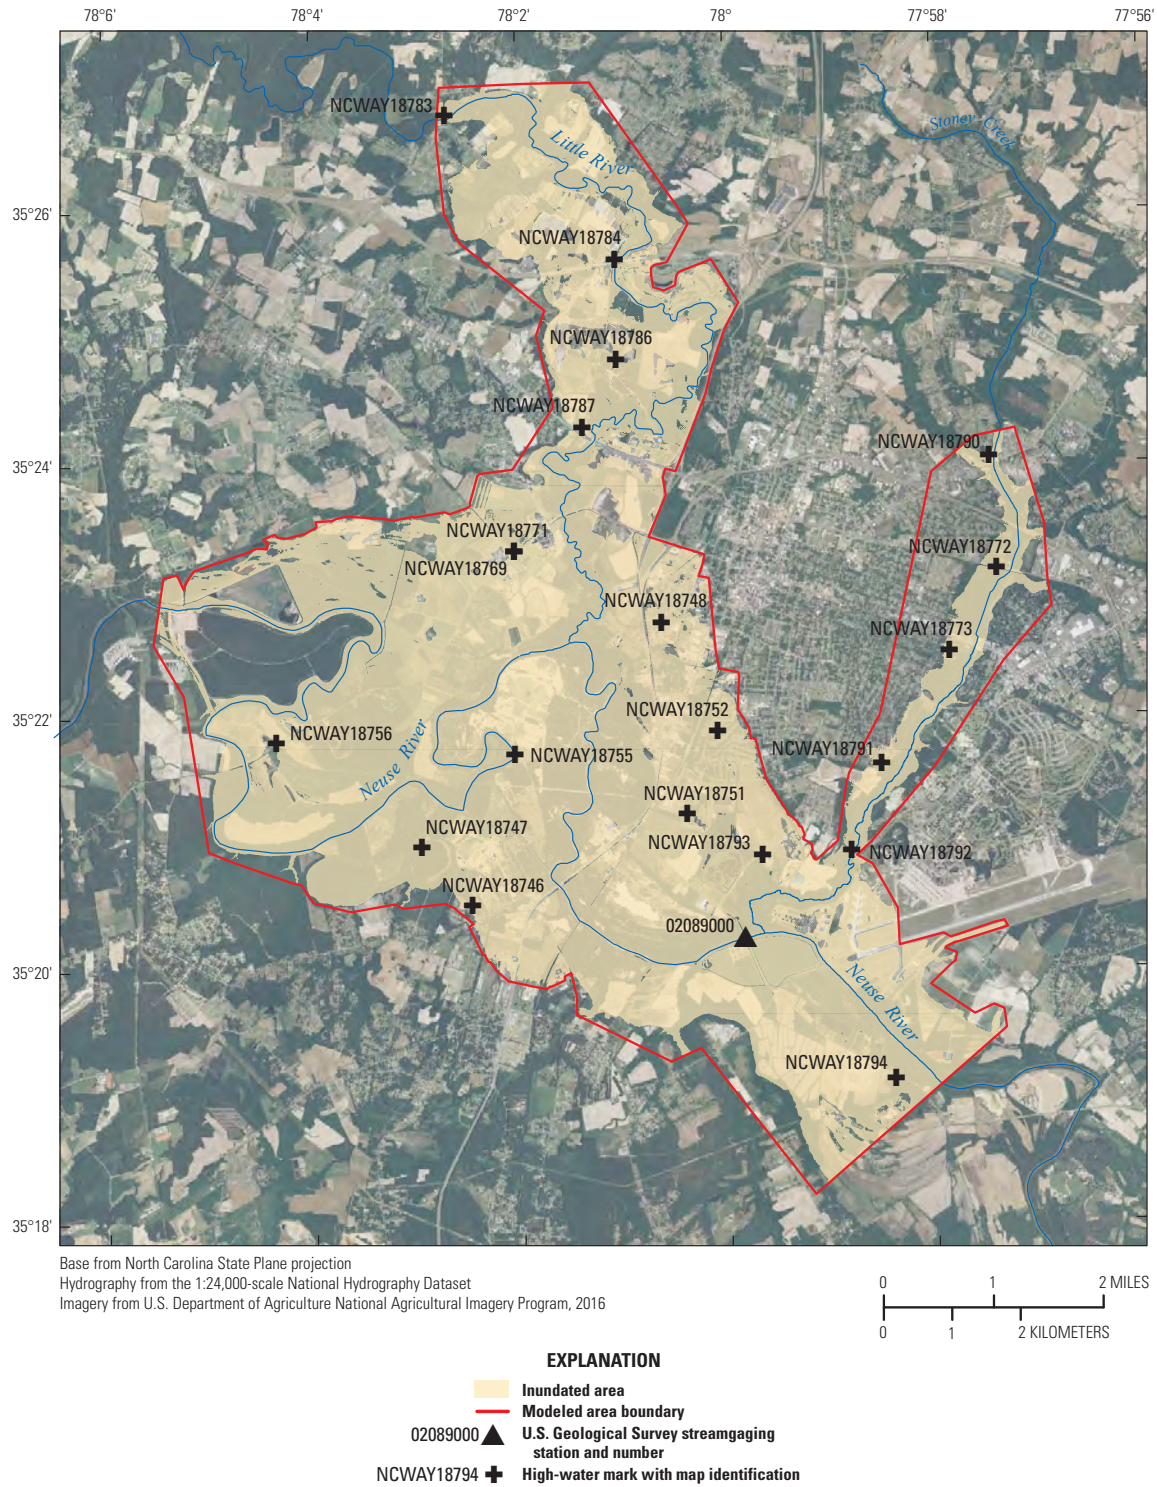 78°6' 78°4' 78°2' 78° 77°58' 77°56'
NCWAY18783
Stoney Creek
Little River
35°26'
NCWAY18784
NCWAY18786
NCWAY18787
NCWAY18790
35°24'
NCWAY18771
NCWAY18772
NCWAY18769
NCWAY18748
NCWAY18773
NCWAY18752
35°22'
NCWAY18756
NCWAY18791
NCWAY18755
Neuse River
NCWAY18751
NCWAY18747
NCWAY18793
NCWAY18792
NCWAY18746
02089000
35°20'
Neuse River
NCWAY18794
35°18'
Base from North Carolina State Plane projection
Hydrography from the 1:24,000-scale National Hydrography Dataset
Imagery from U.S. Department of Agriculture National Agricultural Imagery Program, 2016
0 1 2 MILES
0 1 2 KILOMETERS
EXPLANATION
Inundated area
Modeled area boundary
02089000 U.S. Geological Survey streamgaging
station and number
NCWAY18794 High-water mark with map identification